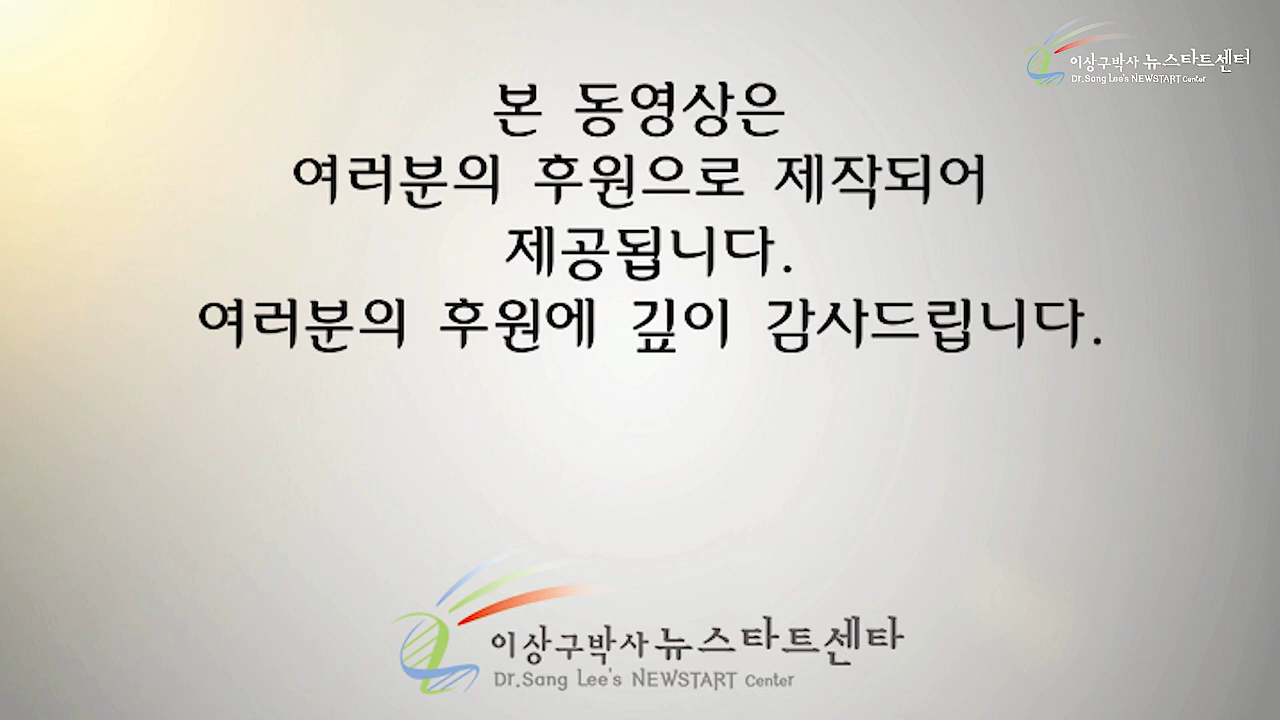 이상구박사 뉴스타트센터
Dr.Sang Lee's NEWSTART Center
본 동영상은
여러분의 후원으로 제작되어
제공됩니다.
여러분의 후원에 깊이 감사드립니다.
이상구박사 뉴스타트센타
Dr.Sang Lee's NEWSTART Center